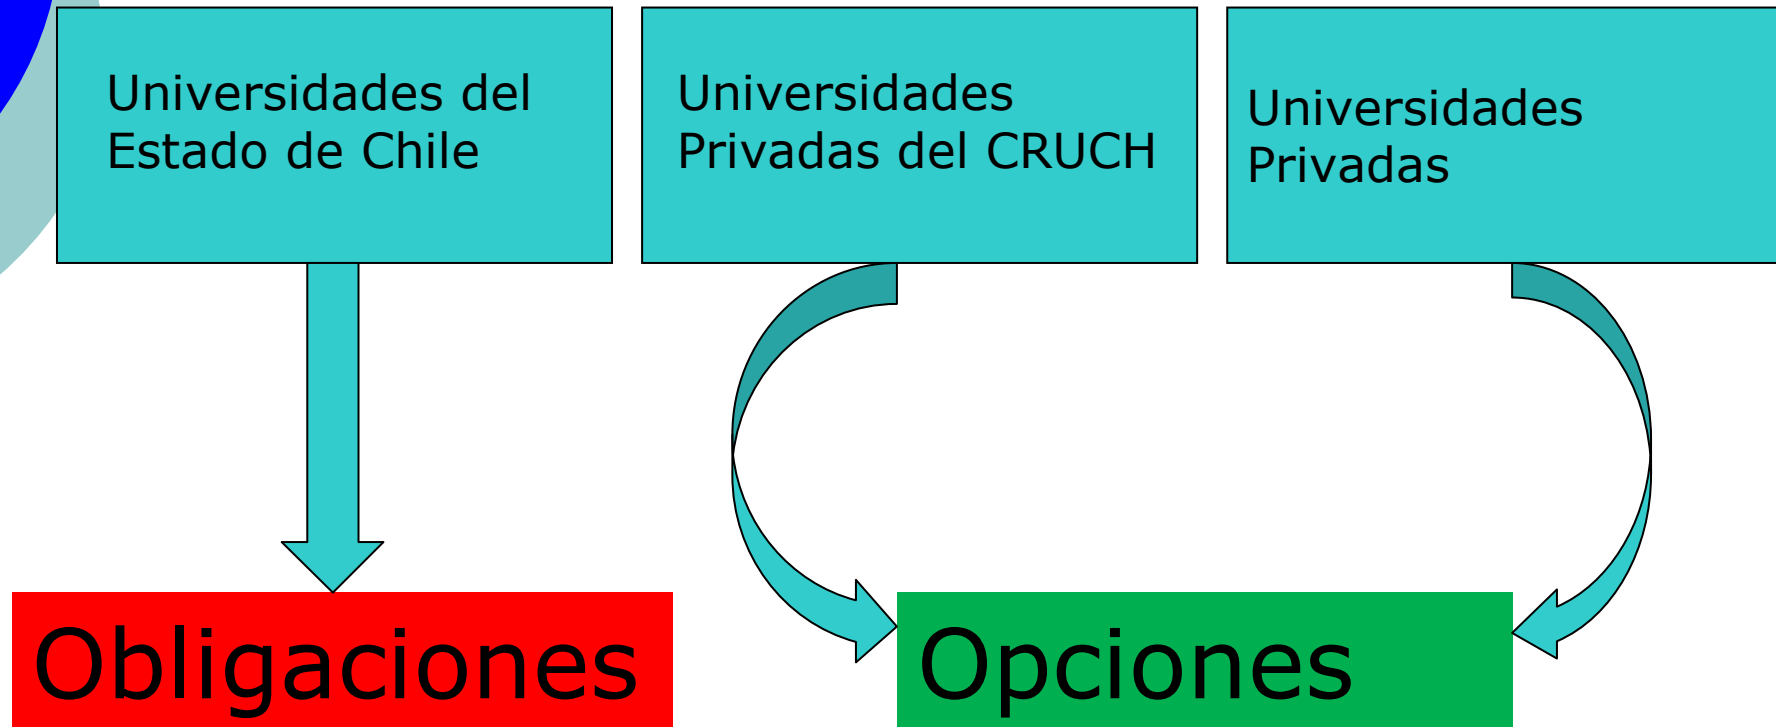 Universidades del
Estado de Chile
Universidades
Privadas del CRUCH
Universidades
Privadas
Obligaciones
Opciones